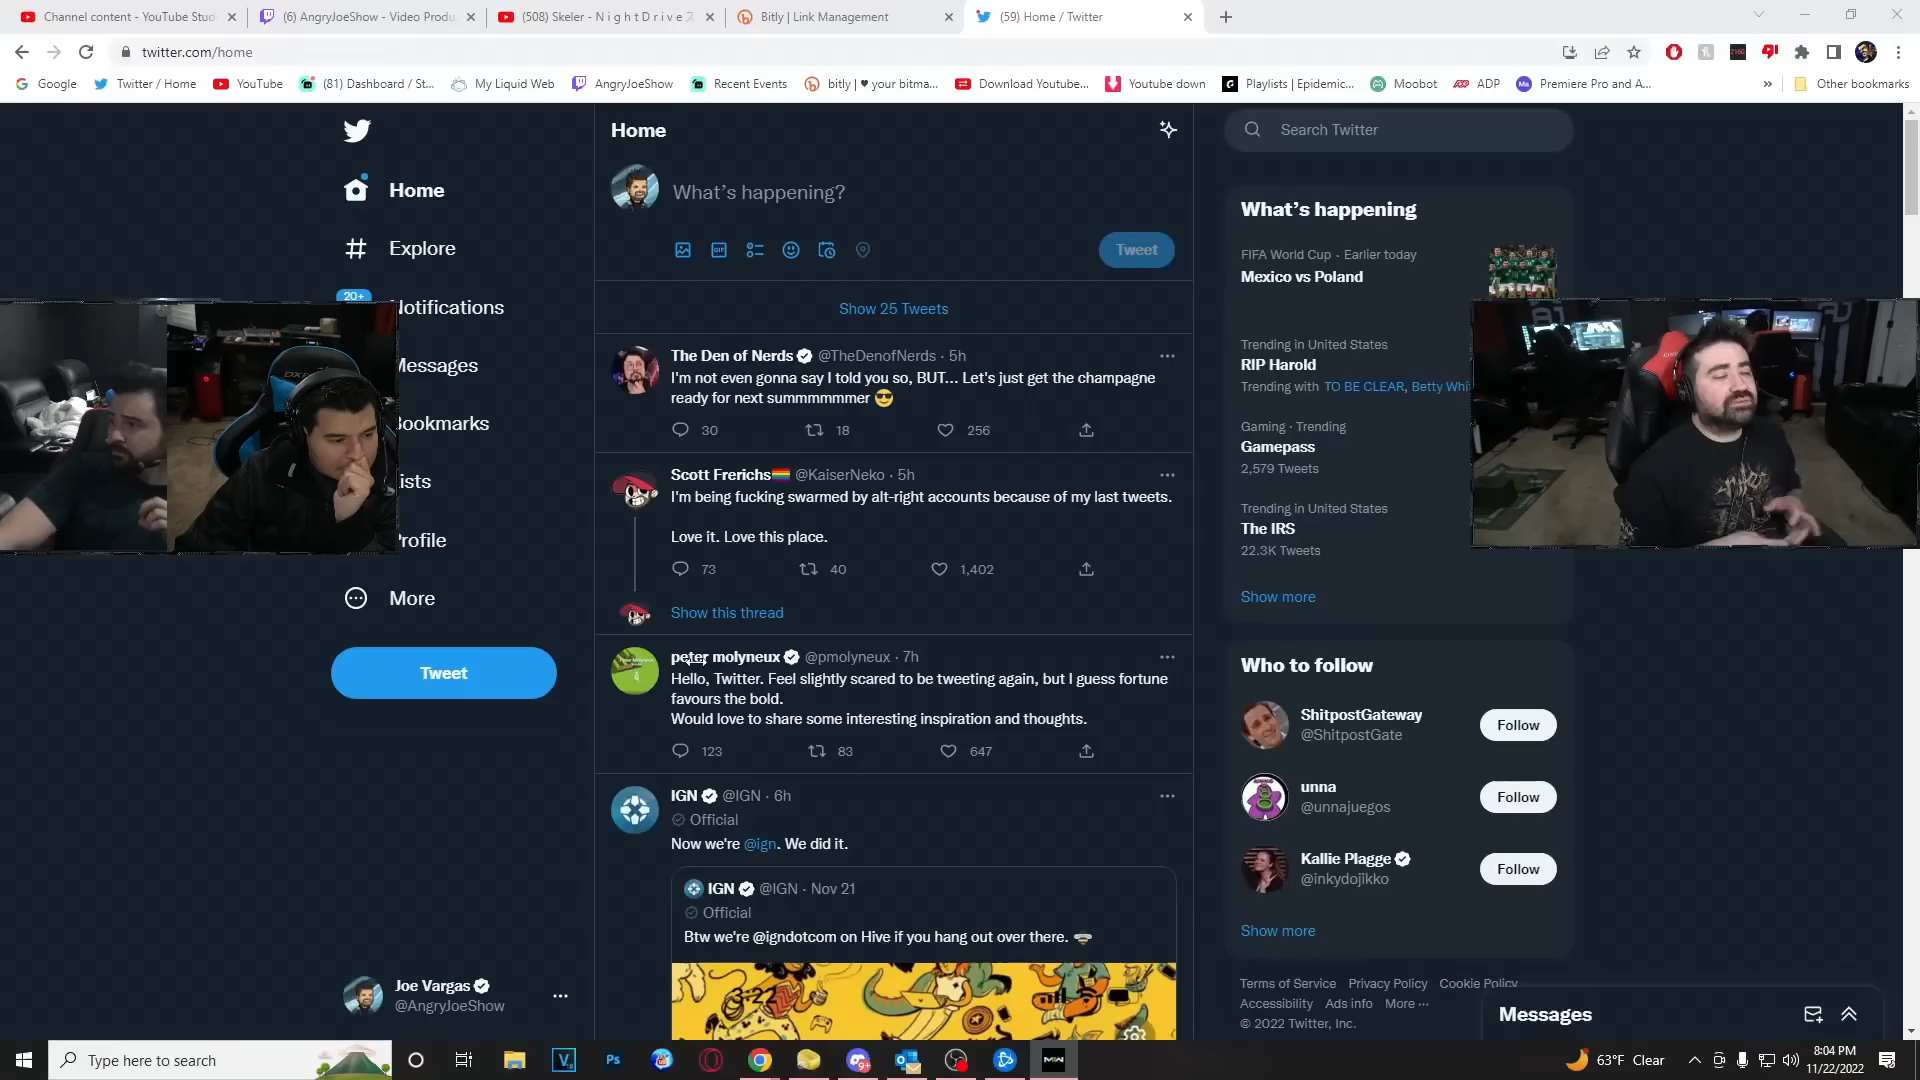 Channel content - YouTube Stud
(6) AngryJoeShow - Video Produ
(508) Skeler - N i g h t D r i v e
Bitly | Link Management
(59) Home / Twitter
twitter.com/home
Google
Twitter / Home
YouTube
(81) Dashboard / St...
My Liquid Web
AngryJoeShow
Recent Events
bitly | ♥ your bitma...
Download Youtube...
Youtube down
Playlists | Epidemic...
Moobot
ADP
Premiere Pro and A...
»
Other bookmarks
Home
Explore
20+
Notifications
Messages
Bookmarks
Lists
Profile
More
Tweet
Joe Vargas
@AngryJoeShow
Home
What's happening?
GIF
Tweet
Show 25 Tweets
The Den of Nerds @TheDenofNerds · 5h
I'm not even gonna say I told you so, BUT... Let's just get the champagne
ready for next summmmmmer 😎
30 18 256
Scott Frerichs🏳️‍🌈 @KaiserNeko · 5h
I'm being fucking swarmed by alt-right accounts because of my last tweets.
Love it. Love this place.
73 40 1,402
Show this thread
peter molyneux @pmolyneux · 7h
Hello, Twitter. Feel slightly scared to be tweeting again, but I guess fortune
favours the bold.
Would love to share some interesting inspiration and thoughts.
123 83 647
IGN @IGN · 6h
Official
Now we're @ign. We did it.
IGN @IGN · Nov 21
Official
Btw we're @igndotcom on Hive if you hang out over there. 🐝
3:22
Search Twitter
What's happening
FIFA World Cup · Earlier today
Mexico vs Poland
Trending in United States
RIP Harold
Trending with TO BE CLEAR, Betty Whi
Gaming · Trending
Gamepass
2,579 Tweets
Trending in United States
The IRS
22.3K Tweets
Show more
Who to follow
ShitpostGateway
@ShitpostGate
Follow
unna
@unnajuegos
Follow
Kallie Plagge
@inkydojikko
Follow
Show more
Terms of Service Privacy Policy Cookie Policy
Accessibility Ads info More ···
© 2022 Twitter, Inc.
Messages
Type here to search
Ps
63°F Clear
8:04 PM
11/22/2022